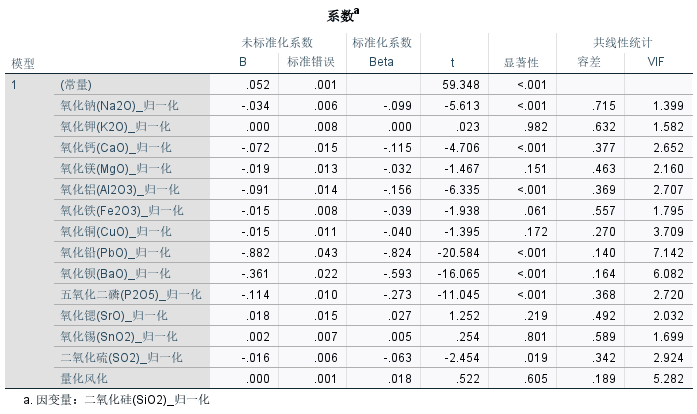 系数a
未标准化系数 标准化系数 共线性统计
模型 B 标准错误 Beta t 显著性 容差 VIF
1 (常量) .052 .001 59.348 <.001
氧化钠(Na2O)_归一化 -.034 .006 -.099 -5.613 <.001 .715 1.399
氧化钾(K2O)_归一化 .000 .008 .000 .023 .982 .632 1.582
氧化钙(CaO)_归一化 -.072 .015 -.115 -4.706 <.001 .377 2.652
氧化镁(MgO)_归一化 -.019 .013 -.032 -1.467 .151 .463 2.160
氧化铝(Al2O3)_归一化 -.091 .014 -.156 -6.335 <.001 .369 2.707
氧化铁(Fe2O3)_归一化 -.015 .008 -.039 -1.938 .061 .557 1.795
氧化铜(CuO)_归一化 -.015 .011 -.040 -1.395 .172 .270 3.709
氧化铅(PbO)_归一化 -.882 .043 -.824 -20.584 <.001 .140 7.142
氧化钡(BaO)_归一化 -.361 .022 -.593 -16.065 <.001 .164 6.082
五氧化二磷(P2O5)_归一化 -.114 .010 -.273 -11.045 <.001 .368 2.720
氧化锶(SrO)_归一化 .018 .015 .027 1.252 .219 .492 2.032
氧化锡(SnO2)_归一化 .002 .007 .005 .254 .801 .589 1.699
二氧化硫(SO2)_归一化 -.016 .006 -.063 -2.454 .019 .342 2.924
量化风化 .000 .001 .018 .522 .605 .189 5.282
a. 因变量：二氧化硅(SiO2)_归一化